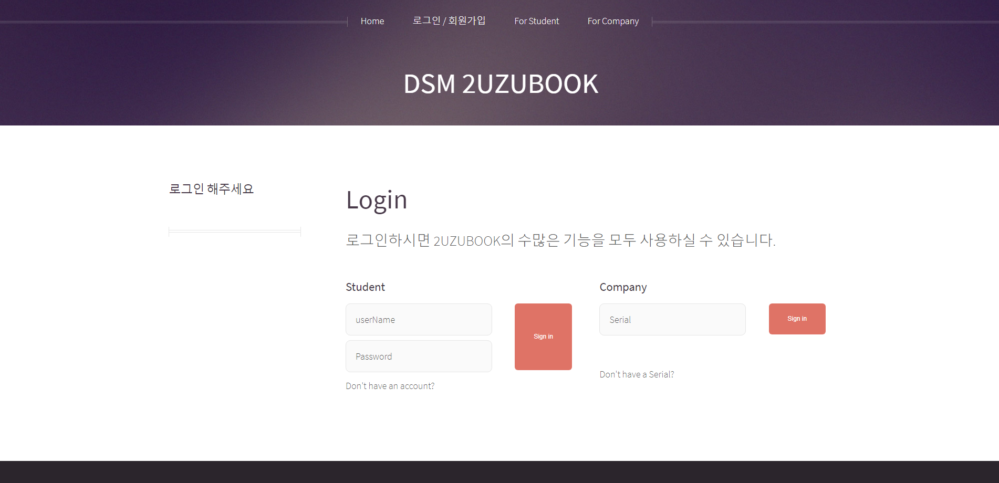 Home 로그인 / 회원가입 For Student For Company
DSM 2UZUBOOK
로그인 해주세요
Login
로그인하시면 2UZUBOOK의 수많은 기능을 모두 사용하실 수 있습니다.
Student
userName
Password
Sign in
Don't have an account?
Company
Serial
Sign in
Don't have a Serial?